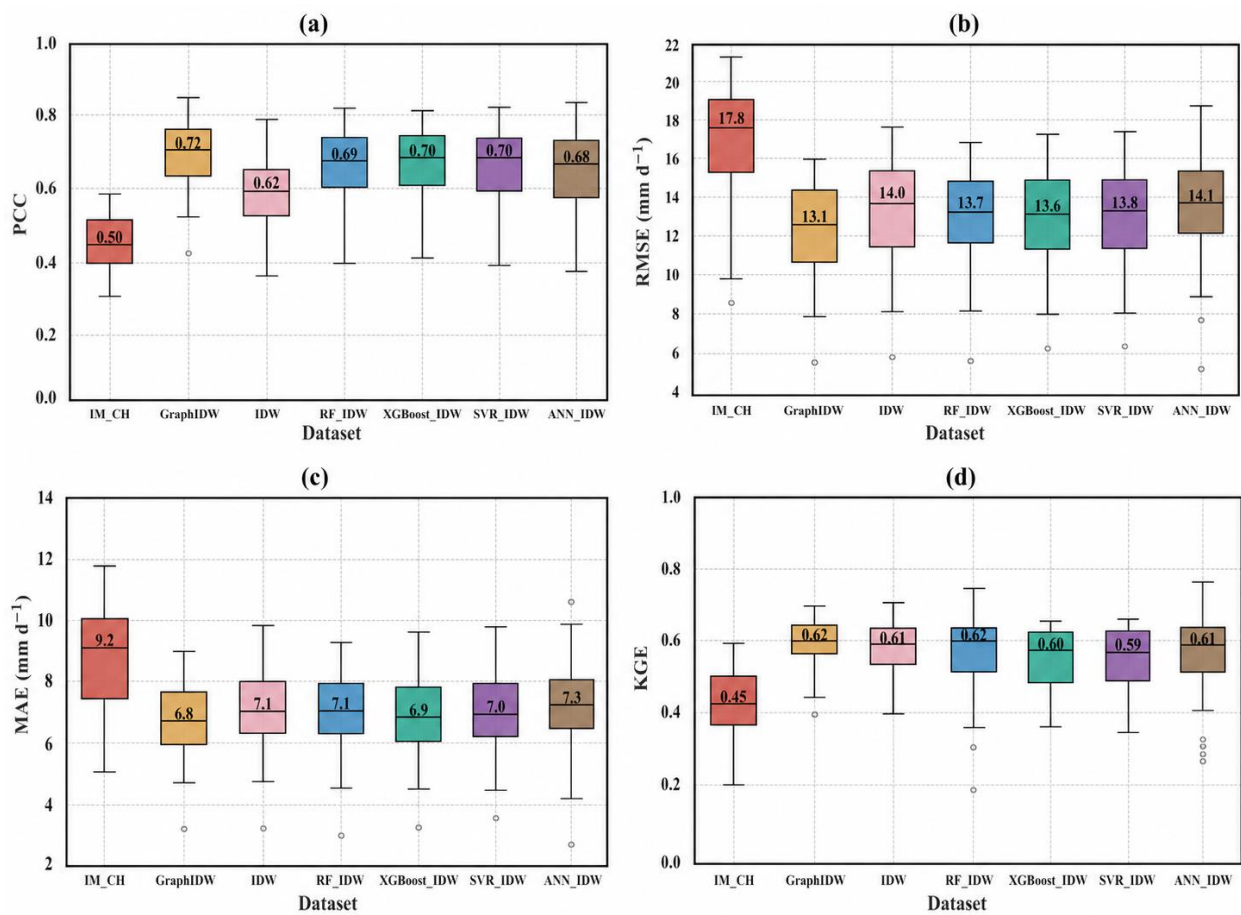 (a)
PCC
1.0
0.8
0.6
0.4
0.2
0.0
0.50
0.72
0.62
0.69
0.70
0.70
0.68
IM_CH
GraphIDW
IDW
RF_IDW
XGBoost_IDW
SVR_IDW
ANN_IDW
Dataset
(b)
RMSE (mm d⁻¹)
22
20
18
16
14
12
10
8
6
4
17.8
13.1
14.0
13.7
13.6
13.8
14.1
IM_CH
GraphIDW
IDW
RF_IDW
XGBoost_IDW
SVR_IDW
ANN_IDW
Dataset
(c)
MAE (mm d⁻¹)
14
12
10
8
6
4
2
9.2
6.8
7.1
7.1
6.9
7.0
7.3
IM_CH
GraphIDW
IDW
RF_IDW
XGBoost_IDW
SVR_IDW
ANN_IDW
Dataset
(d)
KGE
1.0
0.8
0.6
0.4
0.2
0.0
0.45
0.62
0.61
0.62
0.60
0.59
0.61
IM_CH
GraphIDW
IDW
RF_IDW
XGBoost_IDW
SVR_IDW
ANN_IDW
Dataset